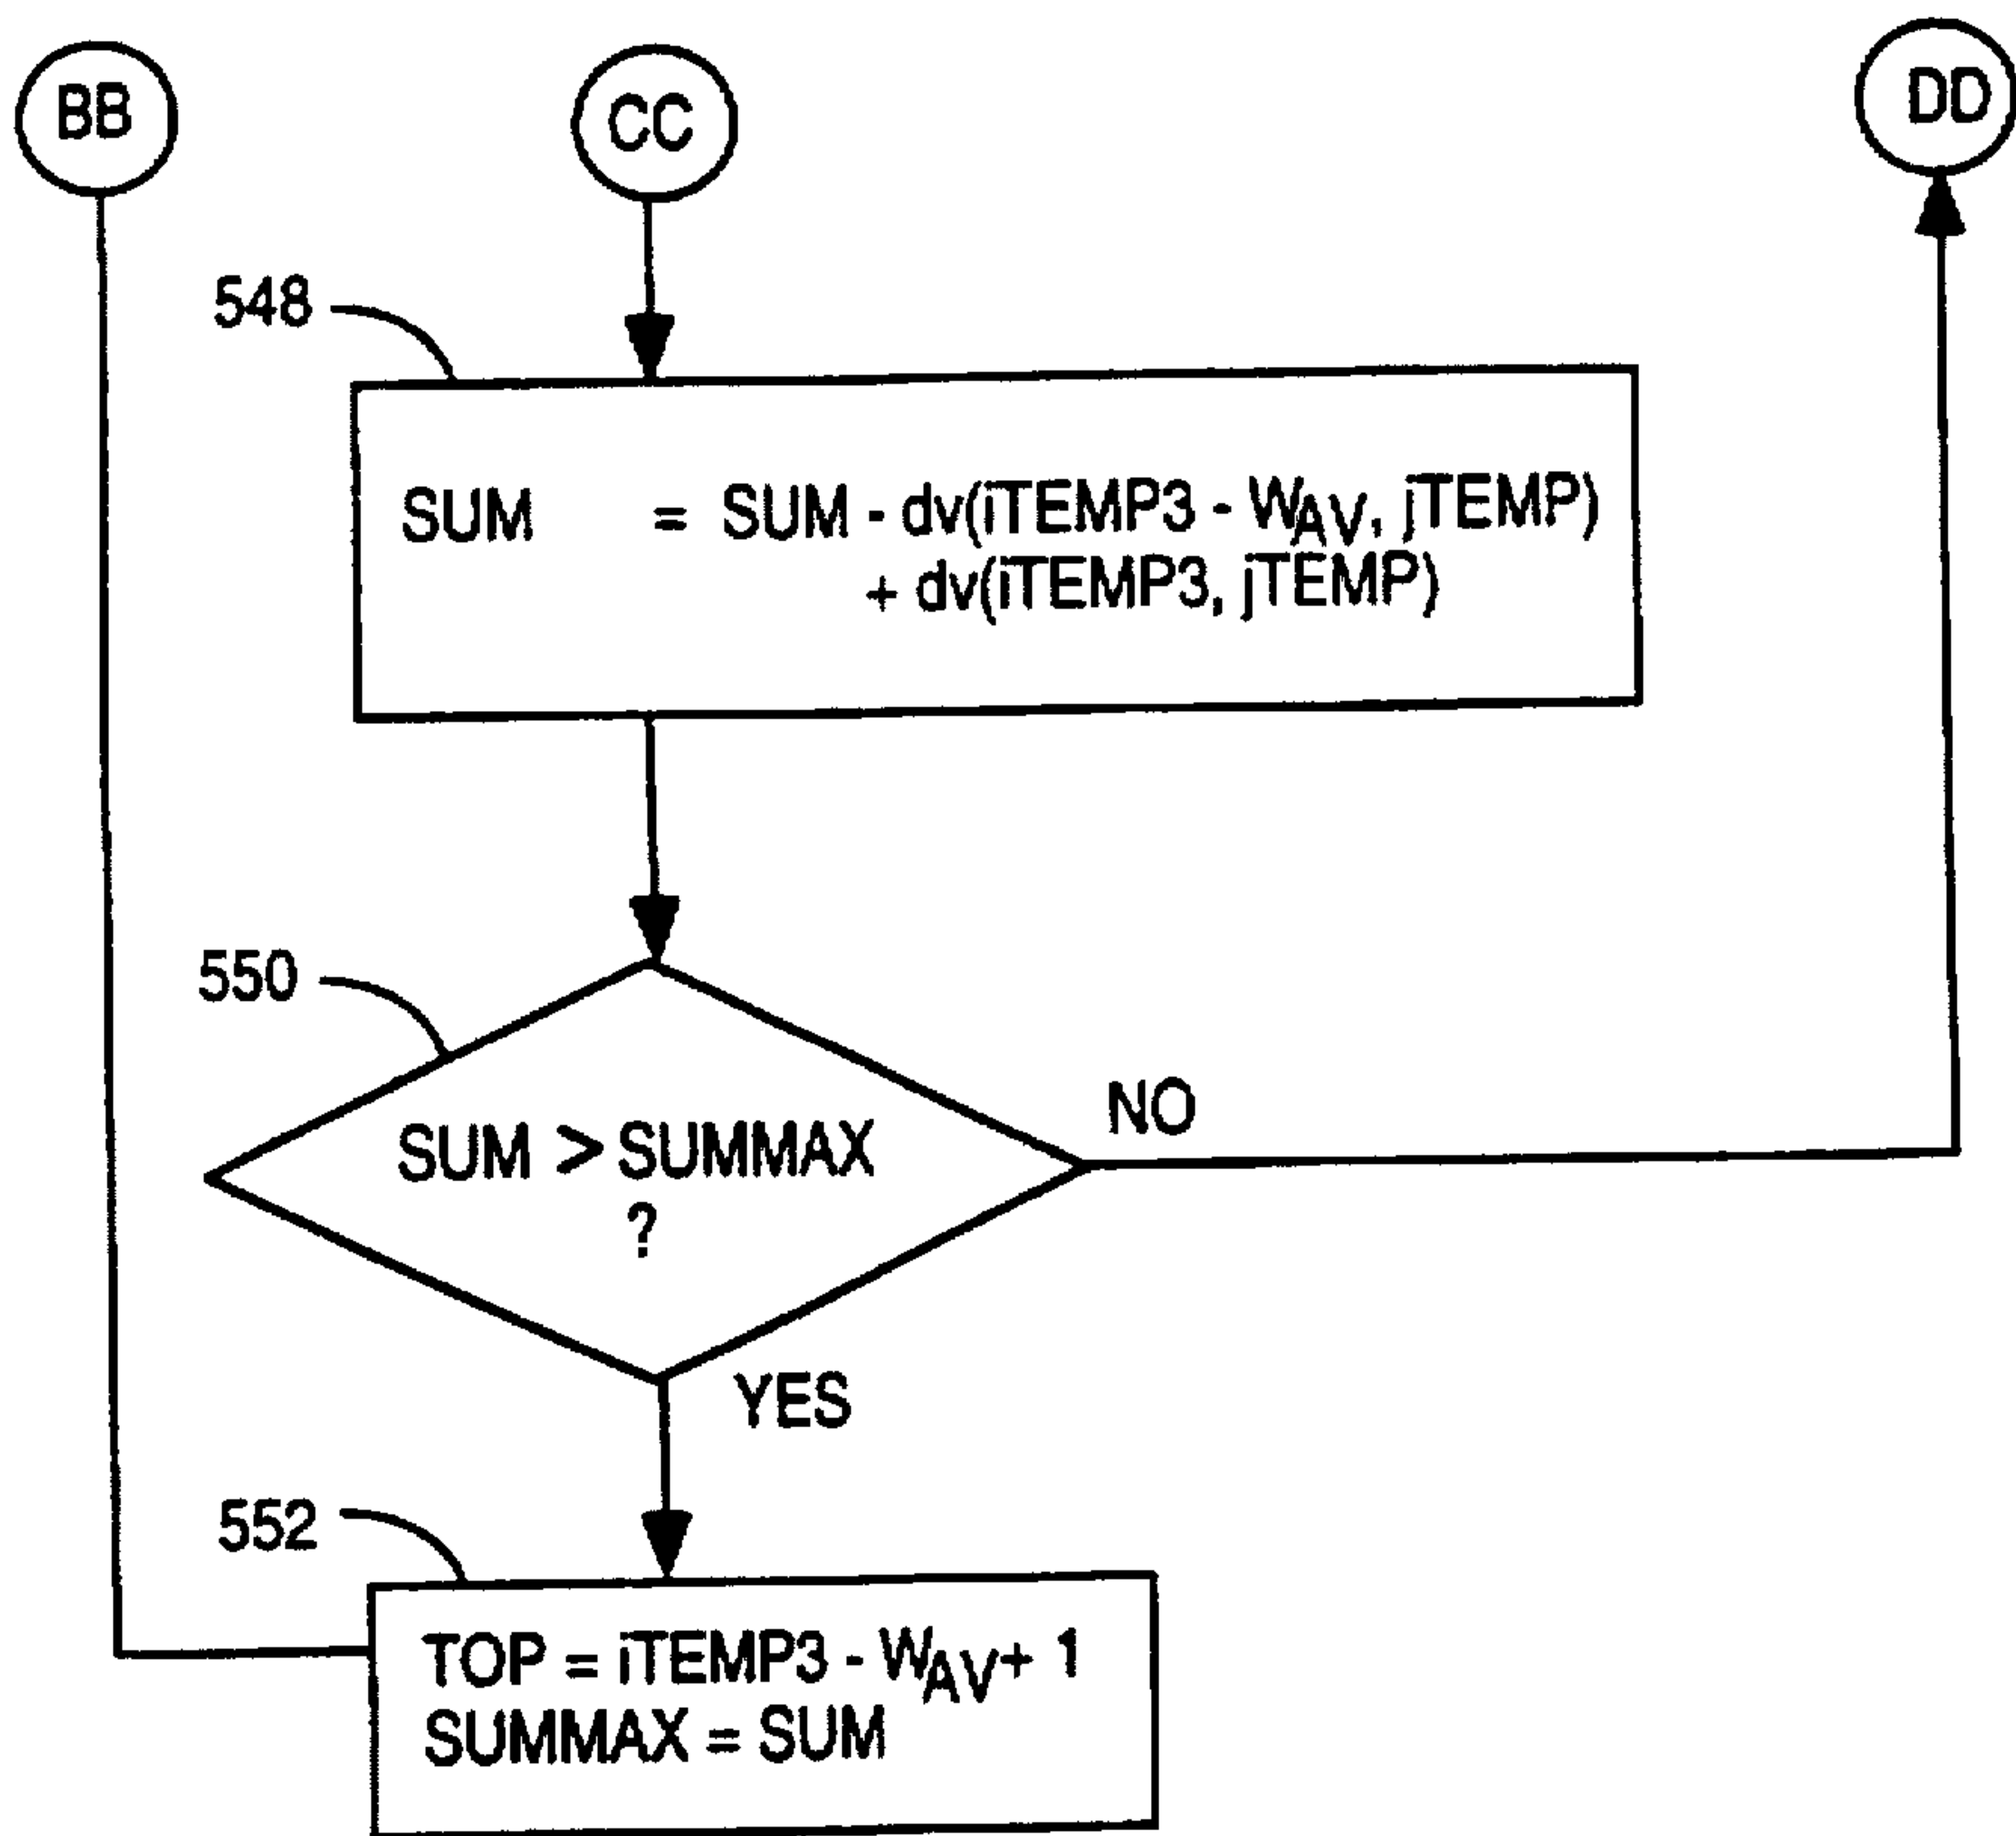 BB
CC
DD
548
SUM = SUM - dv(iTEMP3 - WAV, jTEMP)
+ dv(iTEMP3, jTEMP)
550
SUM > SUMMAX
?
NO
YES
552
TOP = iTEMP3 - WAV + 1
SUMMAX = SUM